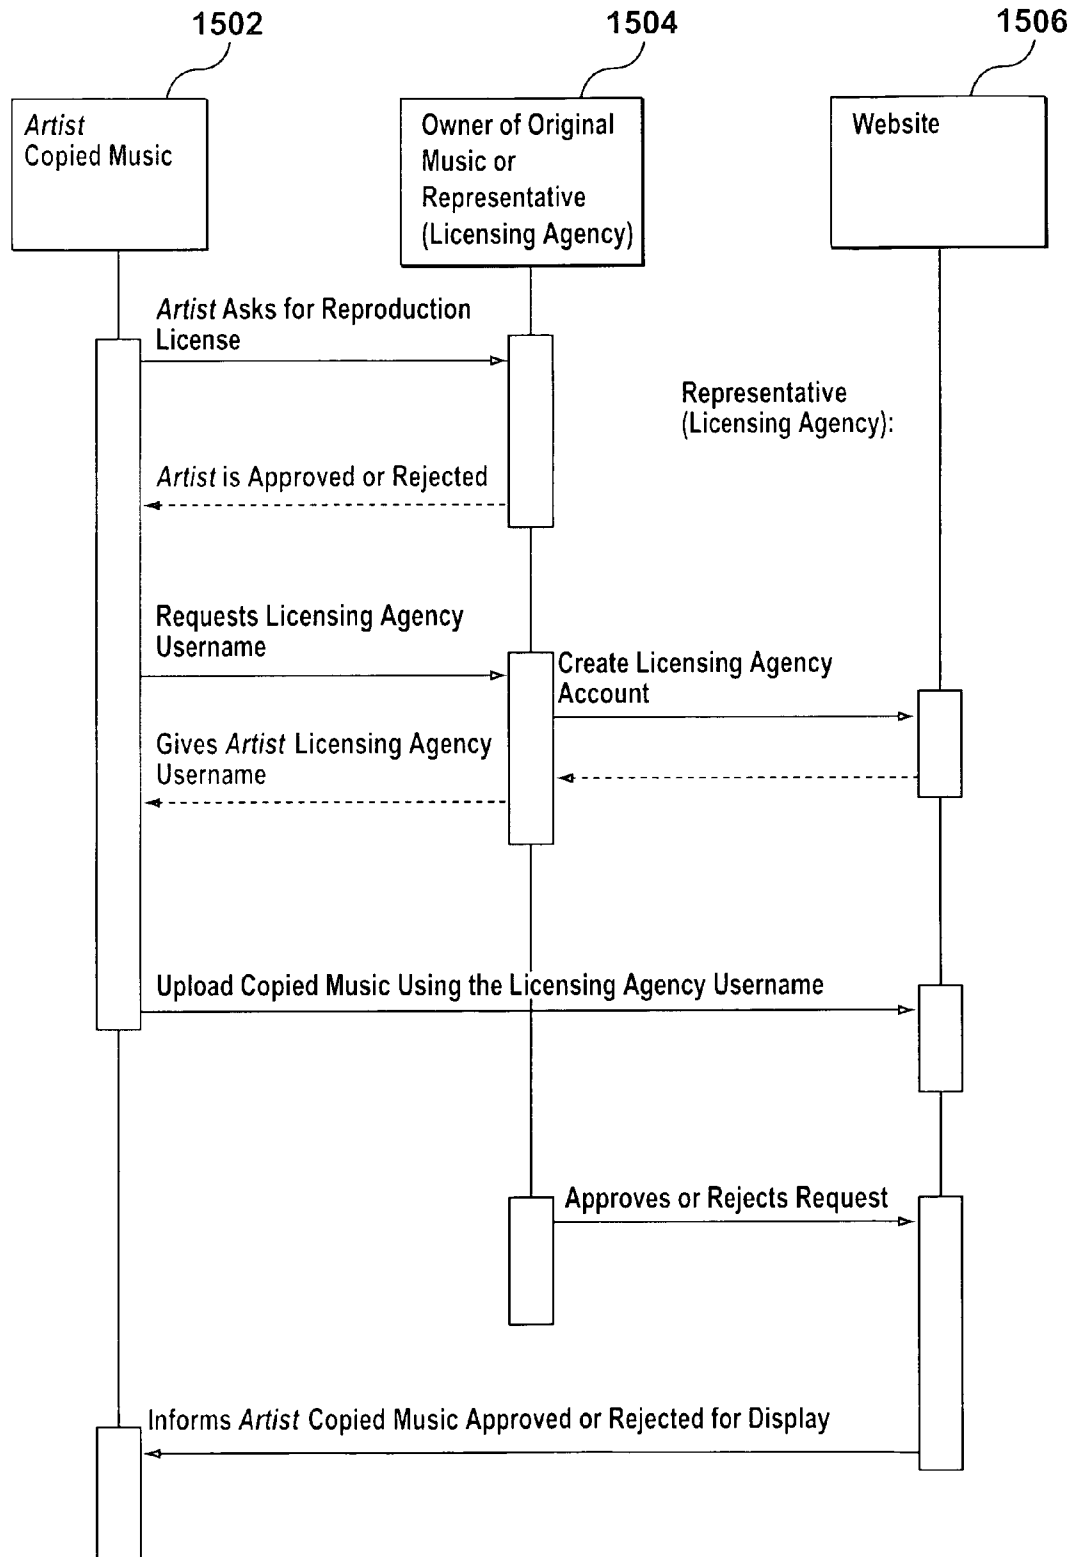 1502
1504
1506
Artist
Copied Music
Owner of Original
Music or
Representative
(Licensing Agency)
Website
Artist Asks for Reproduction
License
Representative
(Licensing Agency):
Artist is Approved or Rejected
Requests Licensing Agency
Username
Create Licensing Agency
Account
Gives Artist Licensing Agency
Username
Upload Copied Music Using the Licensing Agency Username
Approves or Rejects Request
Informs Artist Copied Music Approved or Rejected for Display